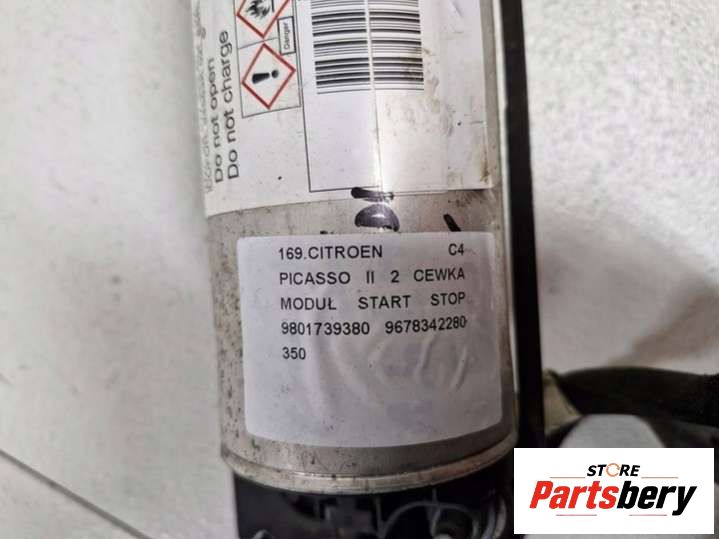 Danger
Do not open
Do not charge
169.CITROEN C4
PICASSO II 2 CEWKA
MODUŁ START STOP
9801739380 9678342280
350
STORE
Partsbery